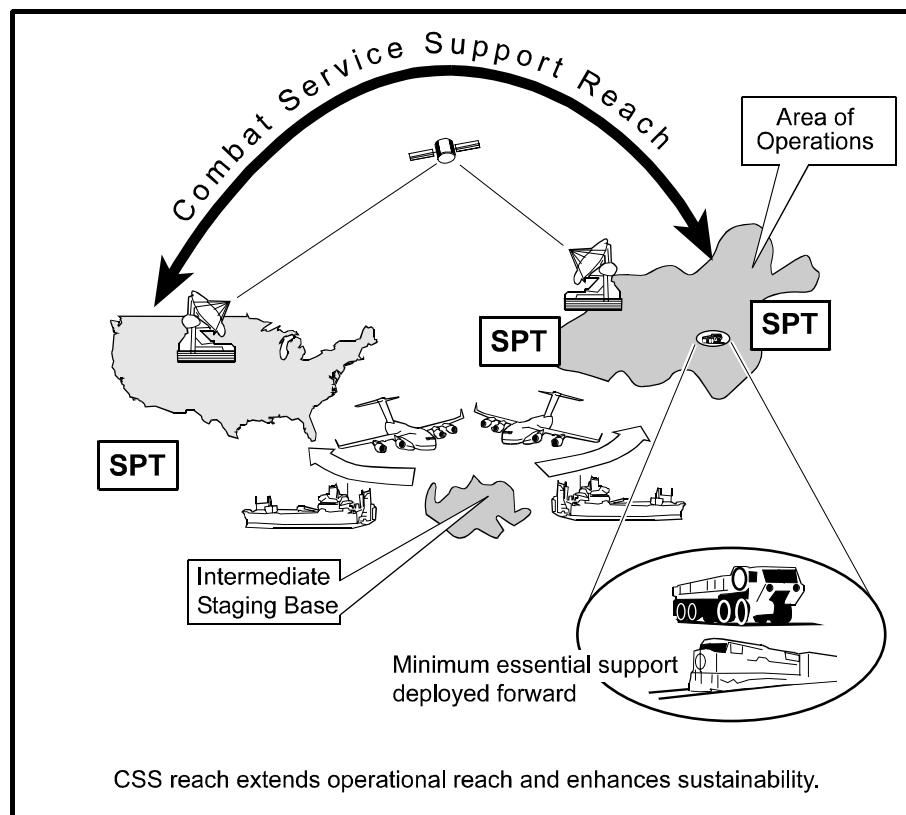 Combat Service Support Reach
Area of
Operations
SPT
SPT
SPT
Intermediate
Staging Base
Minimum essential support
deployed forward
CSS reach extends operational reach and enhances sustainability.